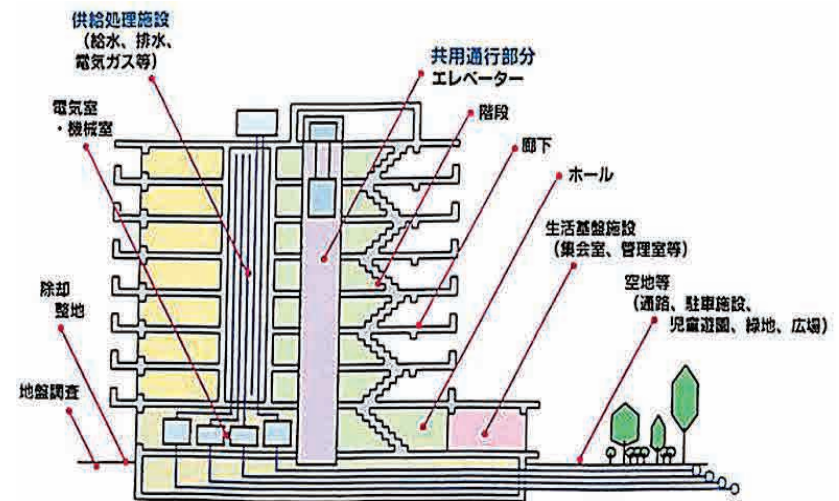 供給処理施設
（給水、排水、
電気ガス等）
共用通行部分
エレベーター
電気室
・機械室
階段
廊下
ホール
生活基盤施設
（集会室、管理室等）
空地等
（通路、駐車施設、
児童遊園、緑地、広場）
除却
整地
地盤調査